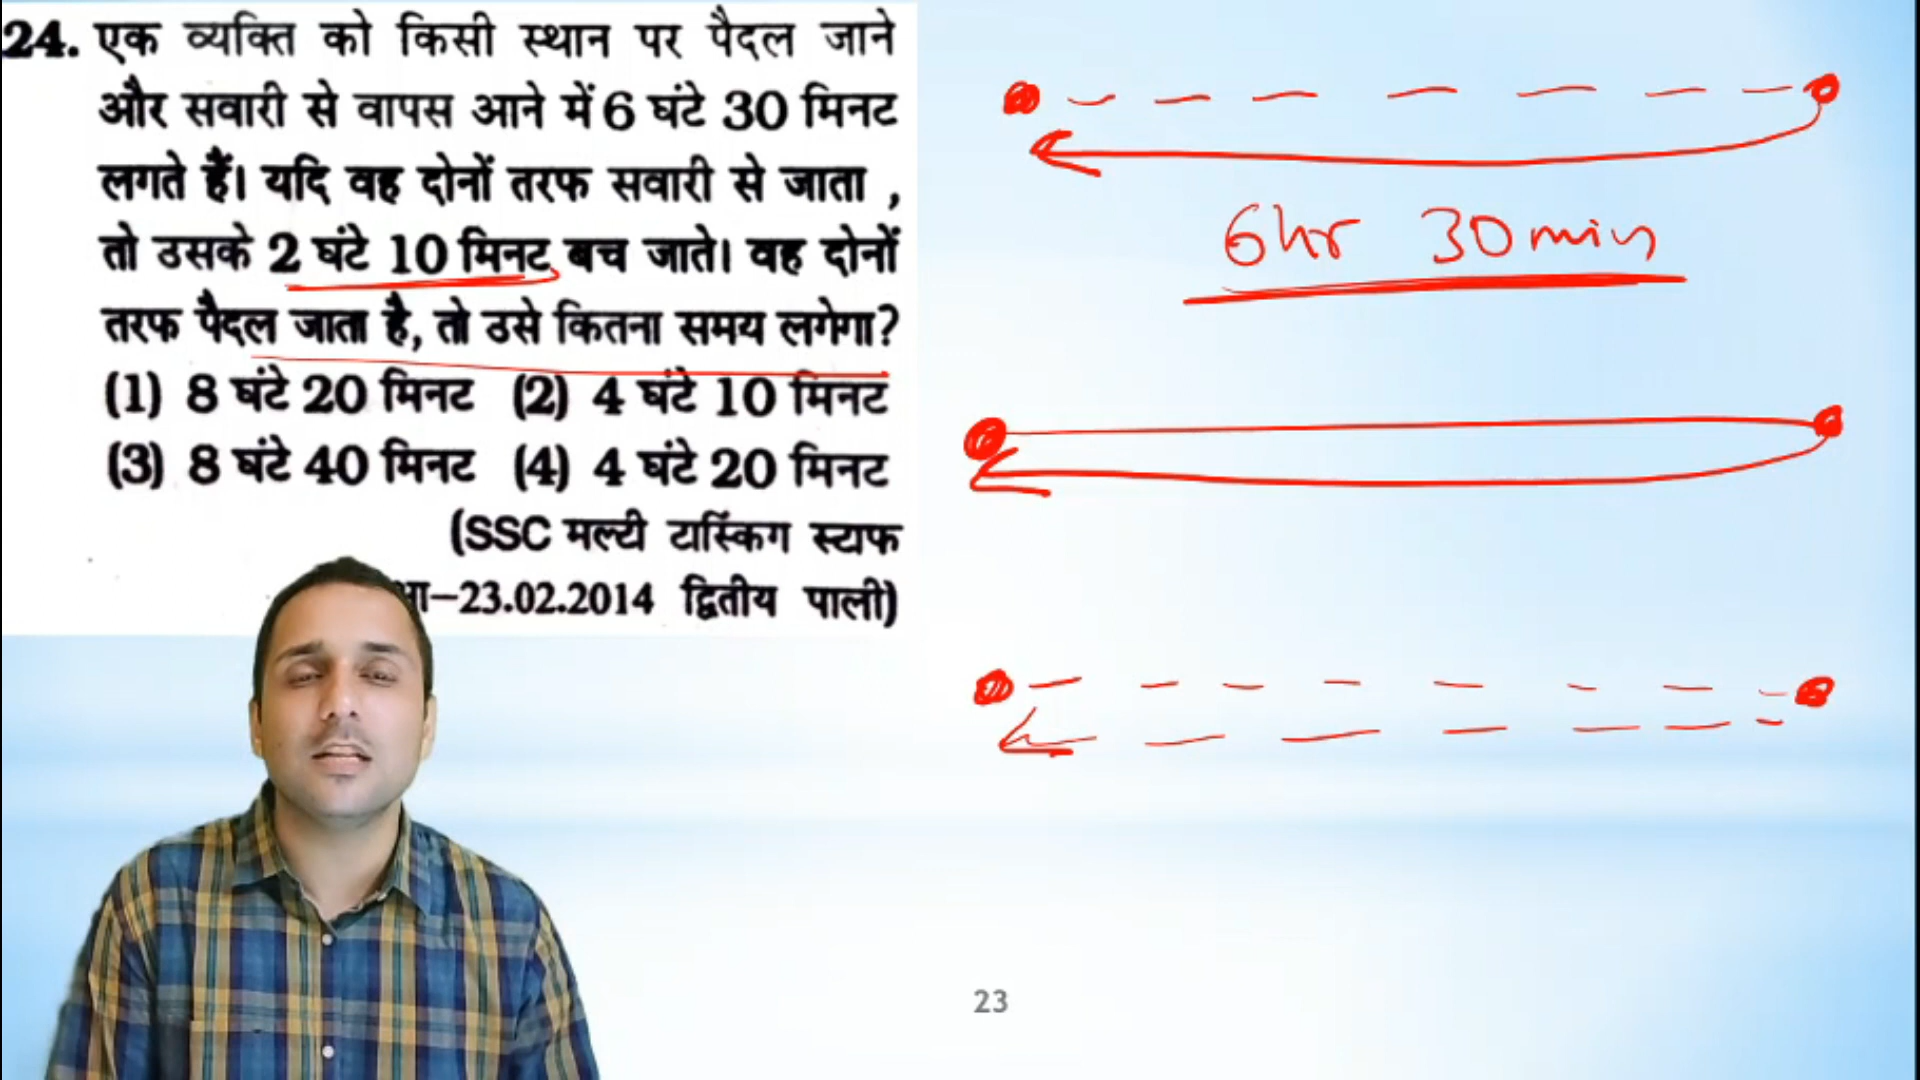 24. एक व्यक्ति को किसी स्थान पर पैदल जाने
और सवारी से वापस आने में 6 घंटे 30 मिनट
लगते हैं। यदि वह दोनों तरफ सवारी से जाता ,
तो उसके 2 घंटे 10 मिनट बच जाते। वह दोनों
तरफ पैदल जाता है, तो उसे कितना समय लगेगा?
(1) 8 घंटे 20 मिनट (2) 4 घंटे 10 मिनट
(3) 8 घंटे 40 मिनट (4) 4 घंटे 20 मिनट
(SSC मल्टी टास्किंग स्टाफ
–23.02.2014 द्वितीय पाली)
6hr 30min
23